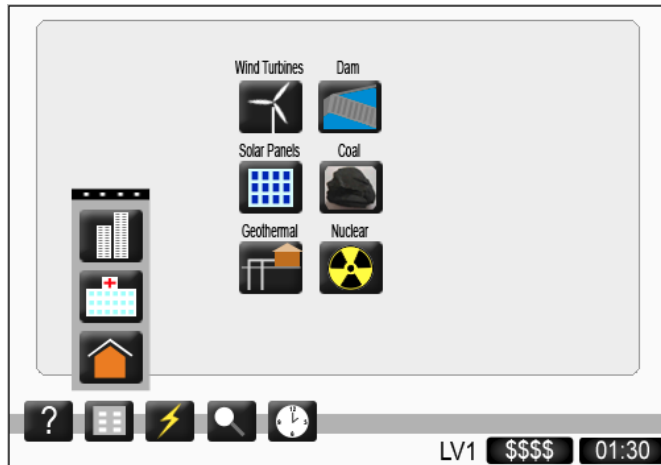 Wind Turbines Dam
Solar Panels Coal
Geothermal Nuclear
?
LV1 $$$$ 01:30